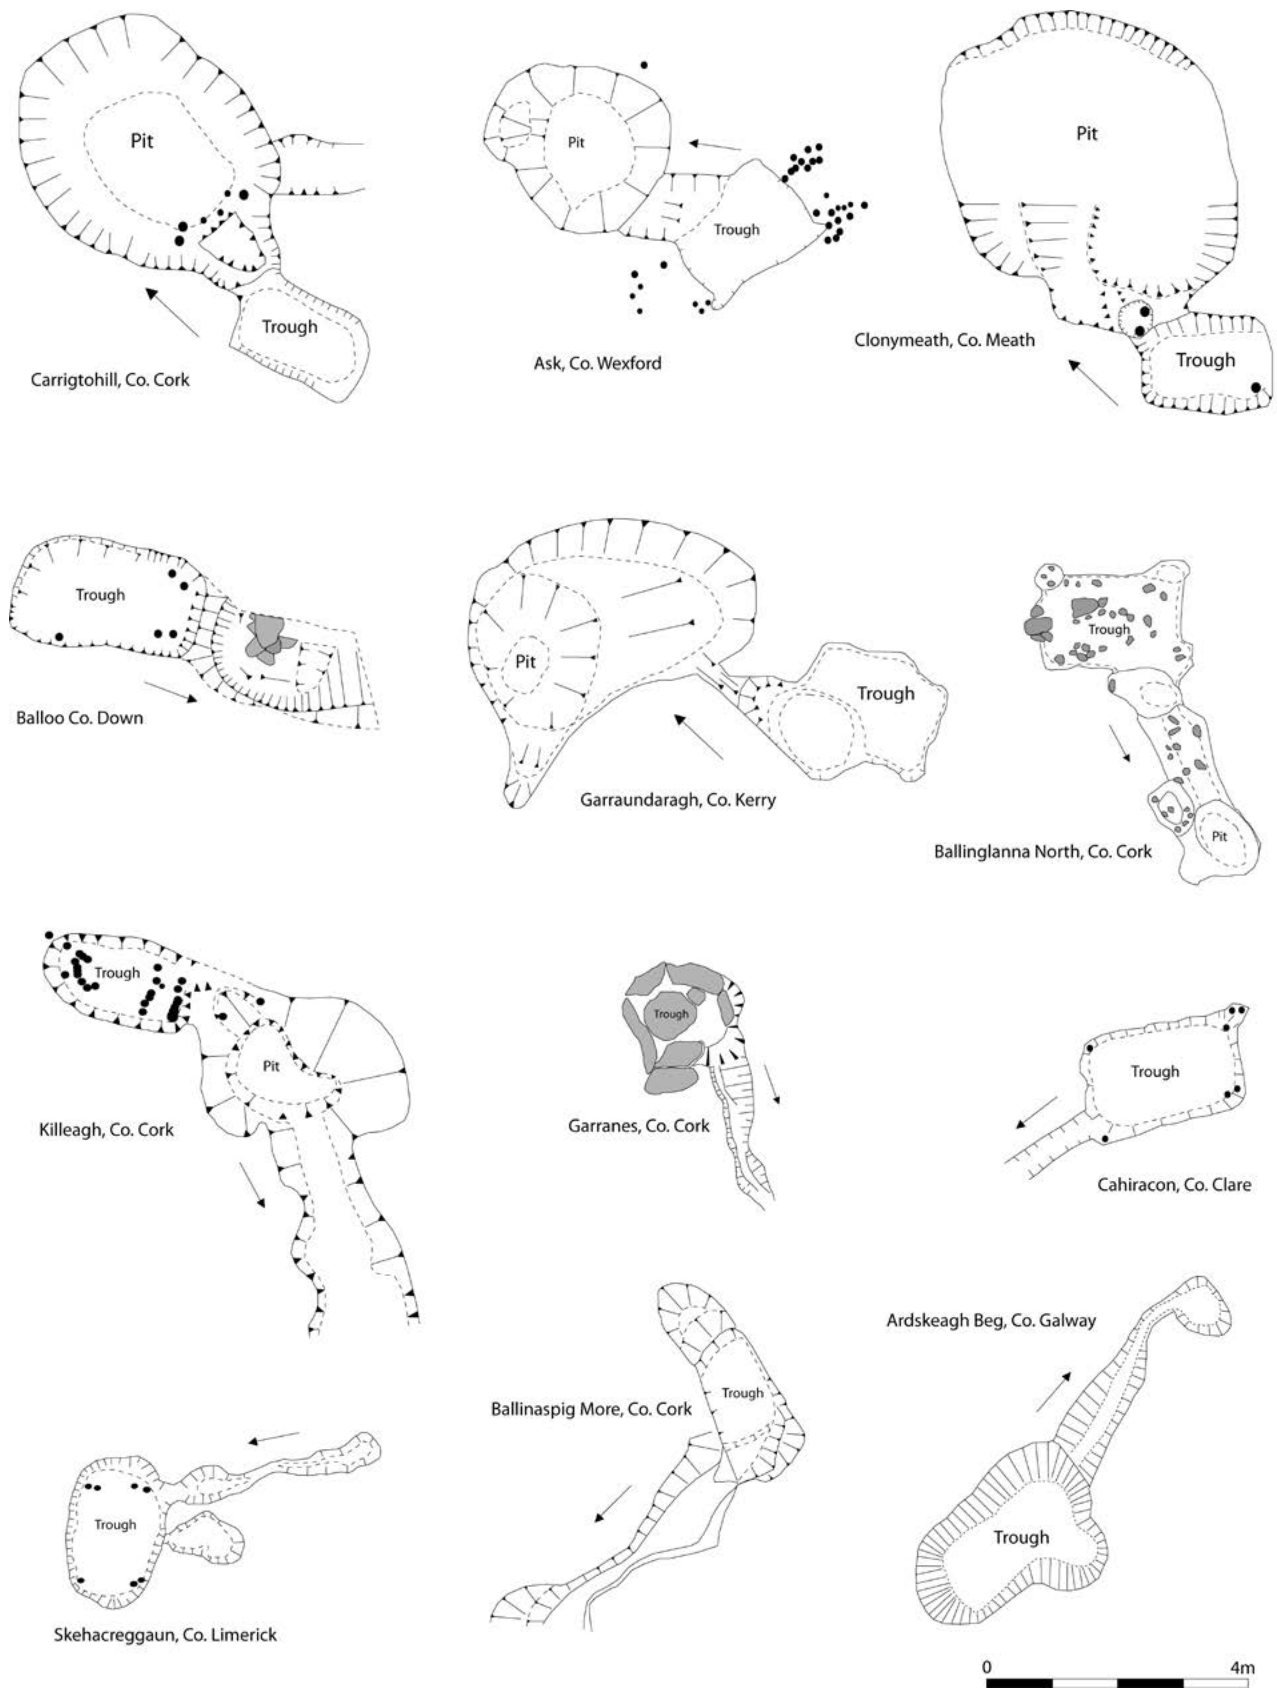 Pit
Trough
Carrigtohill, Co. Cork
Pit
Trough
Ask, Co. Wexford
Pit
Trough
Clonymeath, Co. Meath
Trough
Balloo Co. Down
Pit
Trough
Garraundaragh, Co. Kerry
Trough
Pit
Ballinglanna North, Co. Cork
Trough
Pit
Killeagh, Co. Cork
Trough
Garranes, Co. Cork
Trough
Cahiracon, Co. Clare
Trough
Skehacreggaun, Co. Limerick
Trough
Ballinaspig More, Co. Cork
Ardskeagh Beg, Co. Galway
Trough
0 4m